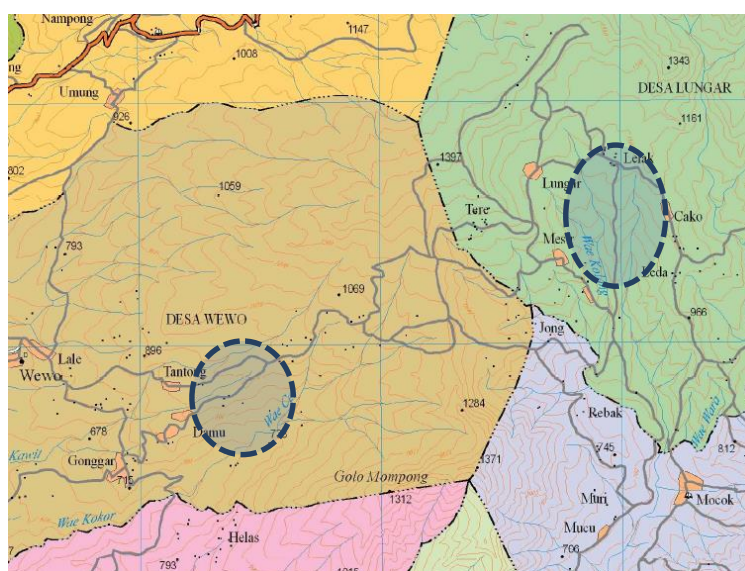 Nampong
1147
1008
1343
DESA LUNGAR
Umung
926
1161
1397
Lerak
802
Lungar
1059
Tere
Cako
793
Wae
Leda
1069
966
DESA WEWO
Jong
896
Lale
Tantong
Wewo
1284
Rebak
Wae
Damu
678
745
812
Kawit
Gonggar
715
1371
Golo Mompong
Muri
Mocok
1312
Wae Kokor
Helas
Mucu
706
793